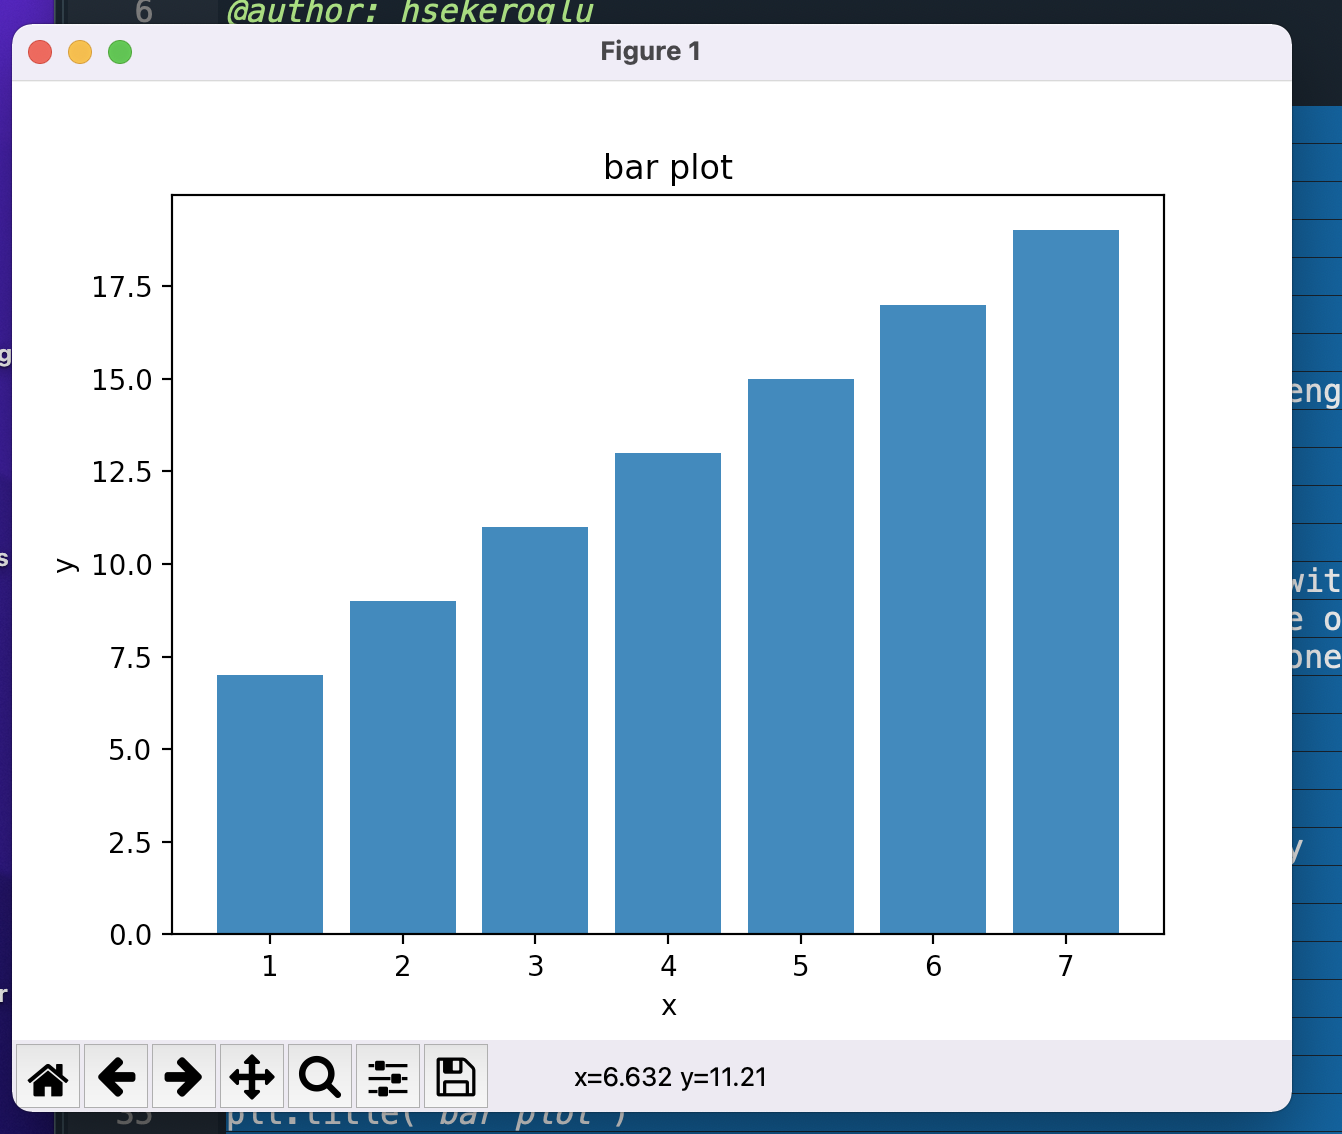 6 @author: hsekeroglu
Figure 1
bar plot
17.5
15.0
12.5
10.0
7.5
5.0
2.5
0.0
y
1 2 3 4 5 6 7
x
eng
wit
e o
one
y
g
s
r
x=6.632 y=11.21
35 plt.title("bar plot")